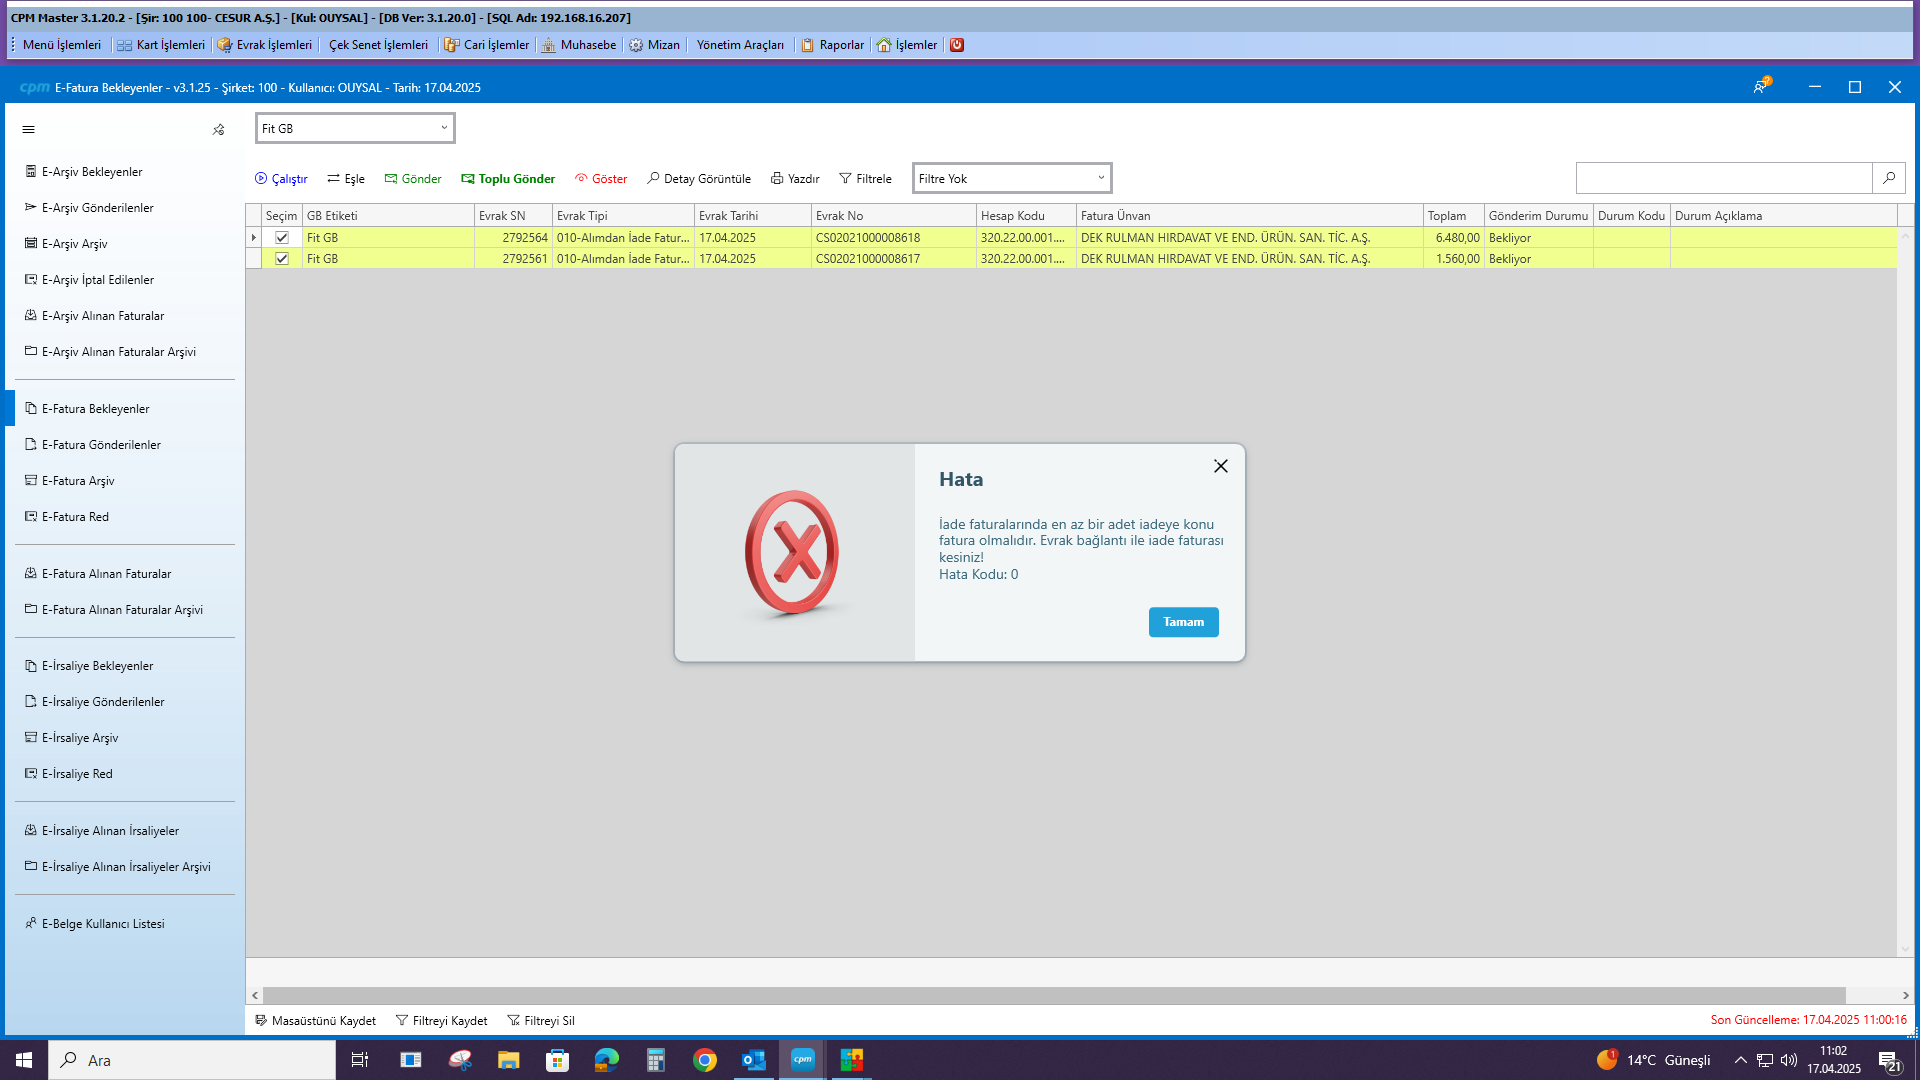 CPM Master 3.1.20.2 - [Şir: 100 100- CESUR A.Ş.] - [Kul: OUYSAL] - [DB Ver: 3.1.20.0] - [SQL Adı: 192.168.16.207]
Menü İşlemleri Kart İşlemleri Evrak İşlemleri Çek Senet İşlemleri Cari İşlemler Muhasebe Mizan Yönetim Araçları Raporlar İşlemler
cpm E-Fatura Bekleyenler - v3.1.25 - Şirket: 100 - Kullanıcı: OUYSAL - Tarih: 17.04.2025
E-Arşiv Bekleyenler
E-Arşiv Gönderilenler
E-Arşiv Arşiv
E-Arşiv İptal Edilenler
E-Arşiv Alınan Faturalar
E-Arşiv Alınan Faturalar Arşivi
E-Fatura Bekleyenler
E-Fatura Gönderilenler
E-Fatura Arşiv
E-Fatura Red
E-Fatura Alınan Faturalar
E-Fatura Alınan Faturalar Arşivi
E-İrsaliye Bekleyenler
E-İrsaliye Gönderilenler
E-İrsaliye Arşiv
E-İrsaliye Red
E-İrsaliye Alınan İrsaliyeler
E-İrsaliye Alınan İrsaliyeler Arşivi
E-Belge Kullanıcı Listesi
Fit GB
Çalıştır Eşle Gönder Toplu Gönder Göster Detay Görüntüle Yazdır Filtrele Filtre Yok
Seçim GB Etiketi Evrak SN Evrak Tipi Evrak Tarihi Evrak No Hesap Kodu Fatura Ünvan Toplam Gönderim Durumu Durum Kodu Durum Açıklama
Fit GB 2792564 010-Alımdan İade Fatur... 17.04.2025 CS02021000008618 320.22.00.001.... DEK RULMAN HIRDAVAT VE END. ÜRÜN. SAN. TİC. A.Ş. 6.480,00 Bekliyor
Fit GB 2792561 010-Alımdan İade Fatur... 17.04.2025 CS02021000008617 320.22.00.001.... DEK RULMAN HIRDAVAT VE END. ÜRÜN. SAN. TİC. A.Ş. 1.560,00 Bekliyor
Hata
İade faturalarında en az bir adet iadeye konu
fatura olmalıdır. Evrak bağlantı ile iade faturası
kesiniz!
Hata Kodu: 0
Tamam
Masaüstünü Kaydet Filtreyi Kaydet Filtreyi Sil
Son Güncelleme: 17.04.2025 11:00:16
Ara
cpm
1
14°C Güneşli
11:02
17.04.2025
21